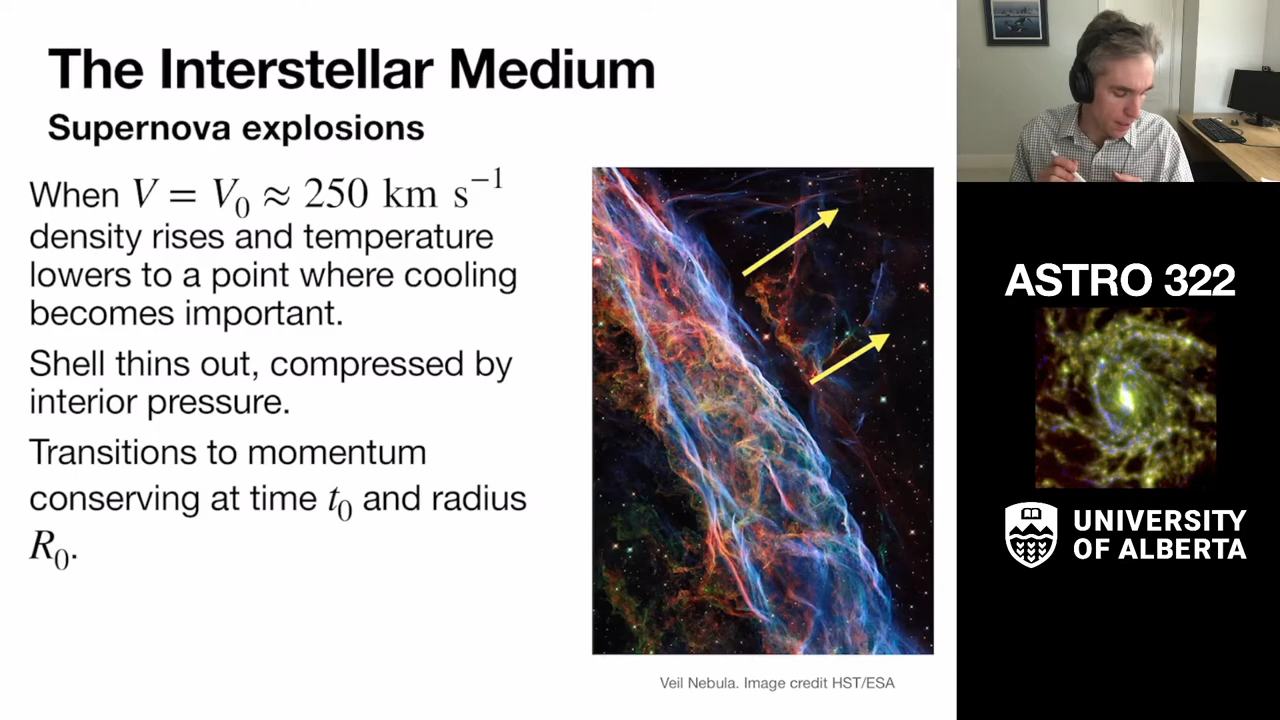 The Interstellar Medium
Supernova explosions
When V = V₀ ≈ 250 km s⁻¹
density rises and temperature
lowers to a point where cooling
becomes important.
Shell thins out, compressed by
interior pressure.
Transitions to momentum
conserving at time t₀ and radius
R₀.
Veil Nebula. Image credit HST/ESA
ASTRO 322
UNIVERSITY
OF ALBERTA